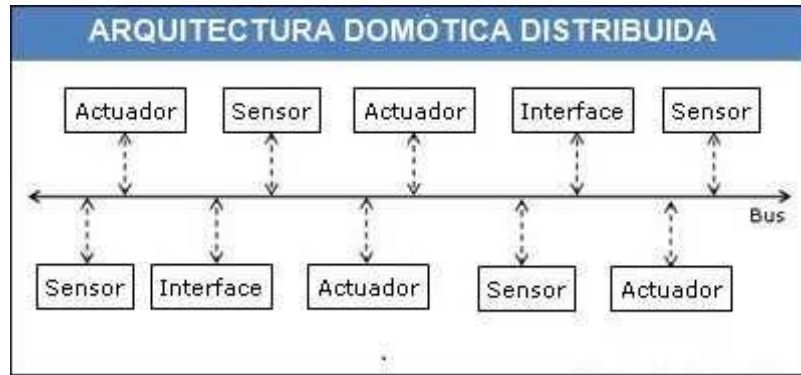 ARQUITECTURA DOMÓTICA DISTRIBUIDA
Actuador Sensor Actuador Interface Sensor
Bus
Sensor Interface Actuador Sensor Actuador